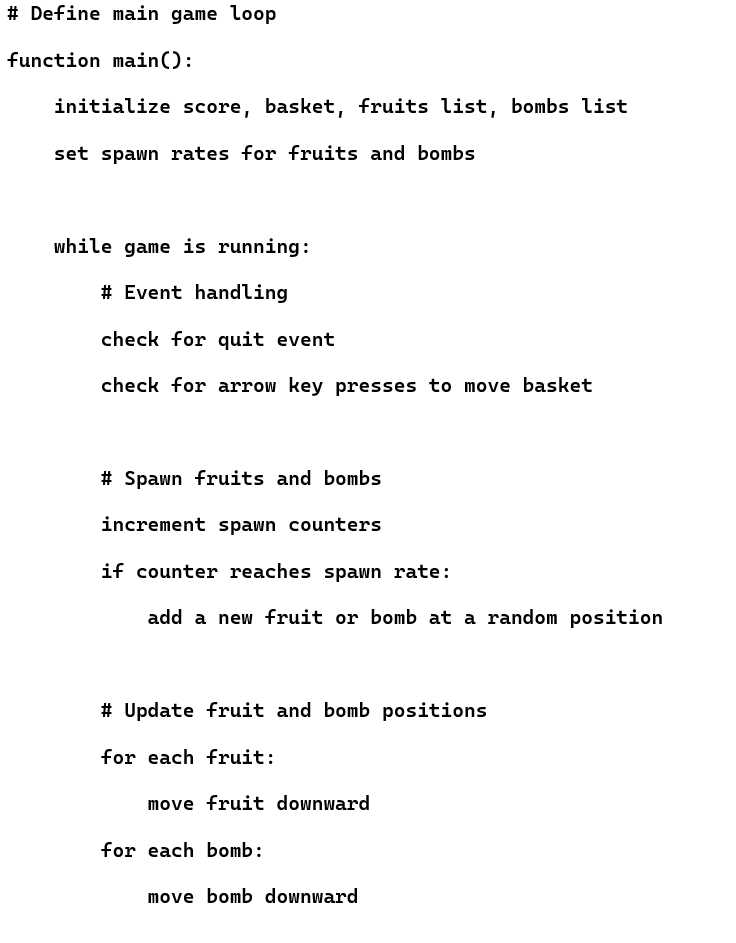 # Define main game loop
function main():
    initialize score, basket, fruits list, bombs list
    set spawn rates for fruits and bombs

    while game is running:
        # Event handling
        check for quit event
        check for arrow key presses to move basket

        # Spawn fruits and bombs
        increment spawn counters
        if counter reaches spawn rate:
            add a new fruit or bomb at a random position

        # Update fruit and bomb positions
        for each fruit:
            move fruit downward
        for each bomb:
            move bomb downward